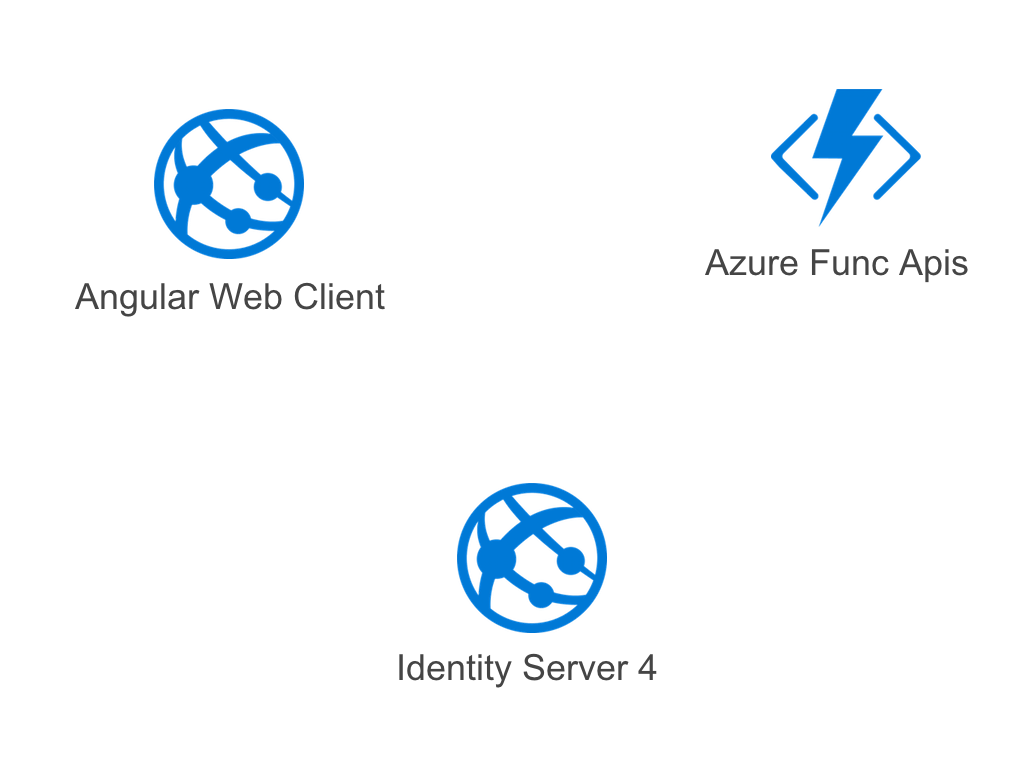 Angular Web Client
Azure Func Apis
Identity Server 4